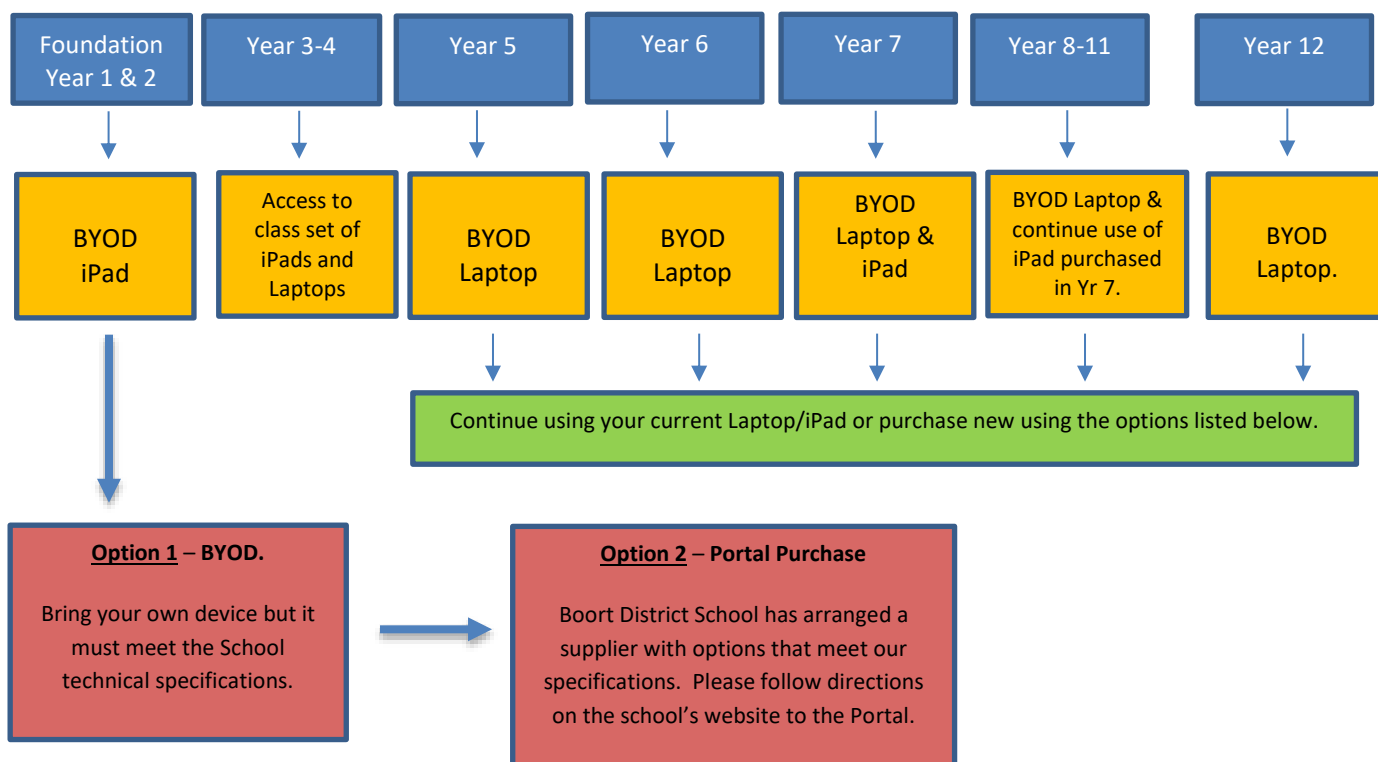 Foundation
Year 1 & 2
Year 3-4
Year 5
Year 6
Year 7
Year 8-11
Year 12
BYOD
iPad
Access to
class set of
iPads and
Laptops
BYOD
Laptop
BYOD
Laptop
BYOD
Laptop &
iPad
BYOD Laptop &
continue use of
iPad purchased
in Yr 7.
BYOD
Laptop.
Continue using your current Laptop/iPad or purchase new using the options listed below.
Option 1 – BYOD.
Bring your own device but it
must meet the School
technical specifications.
Option 2 – Portal Purchase
Boort District School has arranged a
supplier with options that meet our
specifications.  Please follow directions
on the school’s website to the Portal.